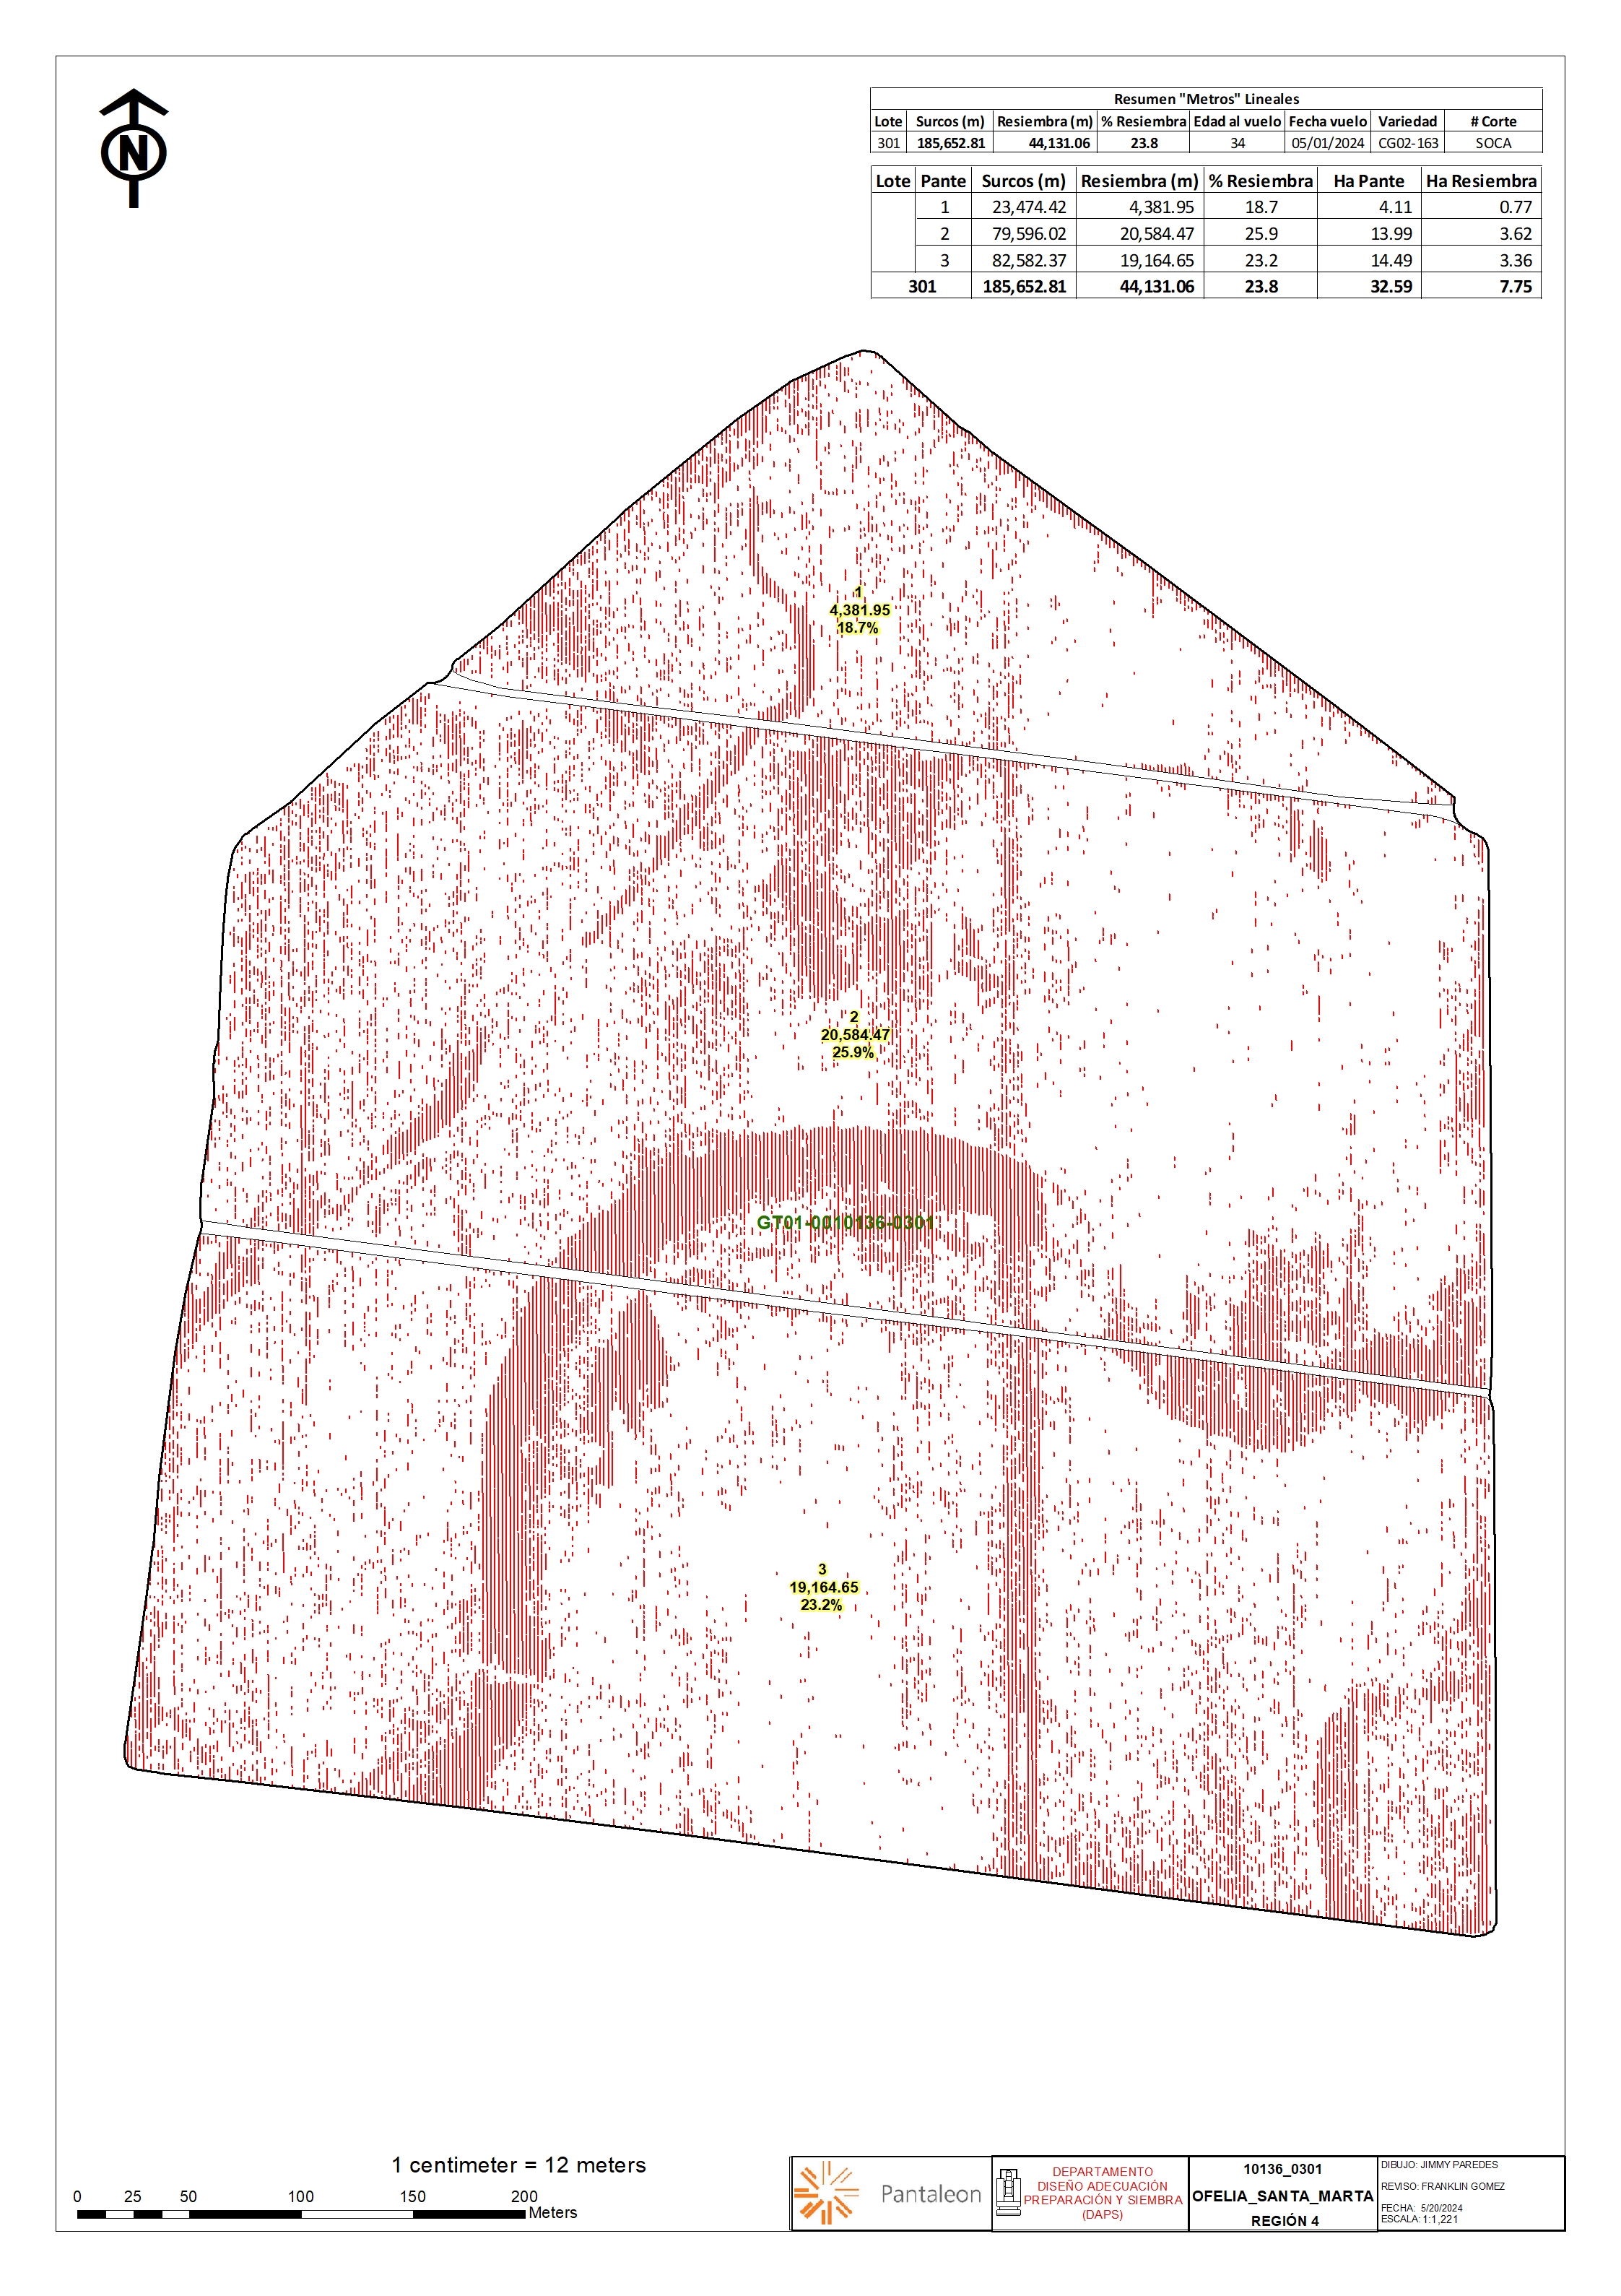 N
Resumen "Metros" Lineales
Lote Surcos (m) Resiembra (m) % Resiembra Edad al vuelo Fecha vuelo Variedad # Corte
301 185,652.81 44,131.06 23.8 34 05/01/2024 CG02-163 SOCA
Lote Pante Surcos (m) Resiembra (m) % Resiembra Ha Pante Ha Resiembra
1 23,474.42 4,381.95 18.7 4.11 0.77
2 79,596.02 20,584.47 25.9 13.99 3.62
3 82,582.37 19,164.65 23.2 14.49 3.36
301 185,652.81 44,131.06 23.8 32.59 7.75
1
4,381.95
18.7%
2
20,584.47
25.9%
GT01-0010136-0301
3
19,164.65
23.2%
1 centimeter = 12 meters
0 25 50 100 150 200
Meters
Pantaleon
DEPARTAMENTO
DISEÑO ADECUACIÓN
PREPARACIÓN Y SIEMBRA
(DAPS)
10136_0301
OFELIA_SANTA_MARTA
REGIÓN 4
DIBUJO: JIMMY PAREDES
REVISO: FRANKLIN GOMEZ
FECHA: 5/20/2024
ESCALA: 1:1,221